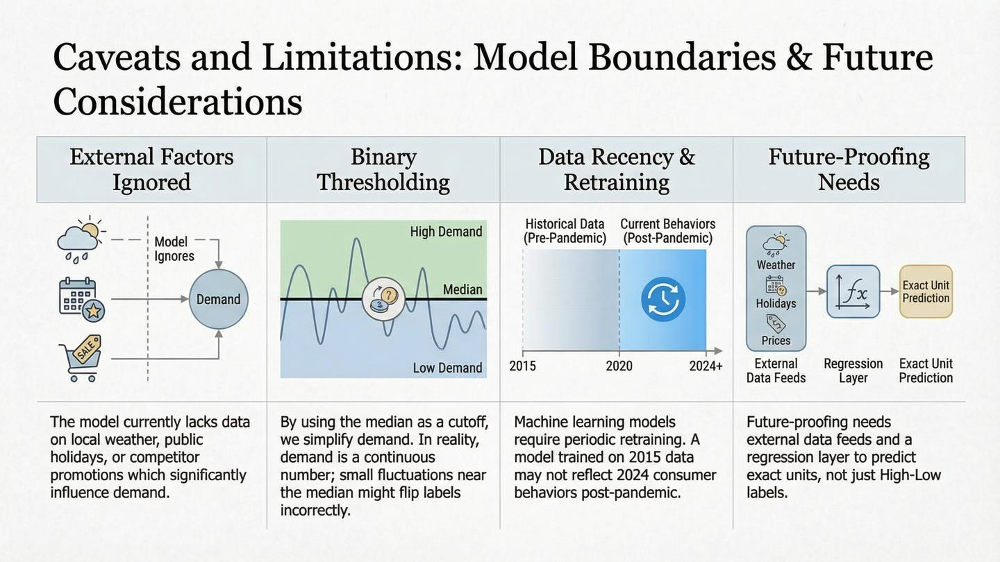 Caveats and Limitations: Model Boundaries & Future
Considerations
External Factors
Ignored
Binary
Thresholding
Data Recency &
Retraining
Future-Proofing
Needs
Model
Ignores
Demand
SALE
High Demand
Median
Low Demand
?
?
Historical Data
(Pre-Pandemic)
Current Behaviors
(Post-Pandemic)
2015
2020
2024+
Weather
Holidays
Prices
fx
Exact Unit
Prediction
External
Data Feeds
Regression
Layer
Exact Unit
Prediction
The model currently lacks data
on local weather, public
holidays, or competitor
promotions which significantly
influence demand.
By using the median as a cutoff,
we simplify demand. In reality,
demand is a continuous
number; small fluctuations near
the median might flip labels
incorrectly.
Machine learning models
require periodic retraining. A
model trained on 2015 data
may not reflect 2024 consumer
behaviors post-pandemic.
Future-proofing needs
external data feeds and a
regression layer to predict
exact units, not just High-Low
labels.